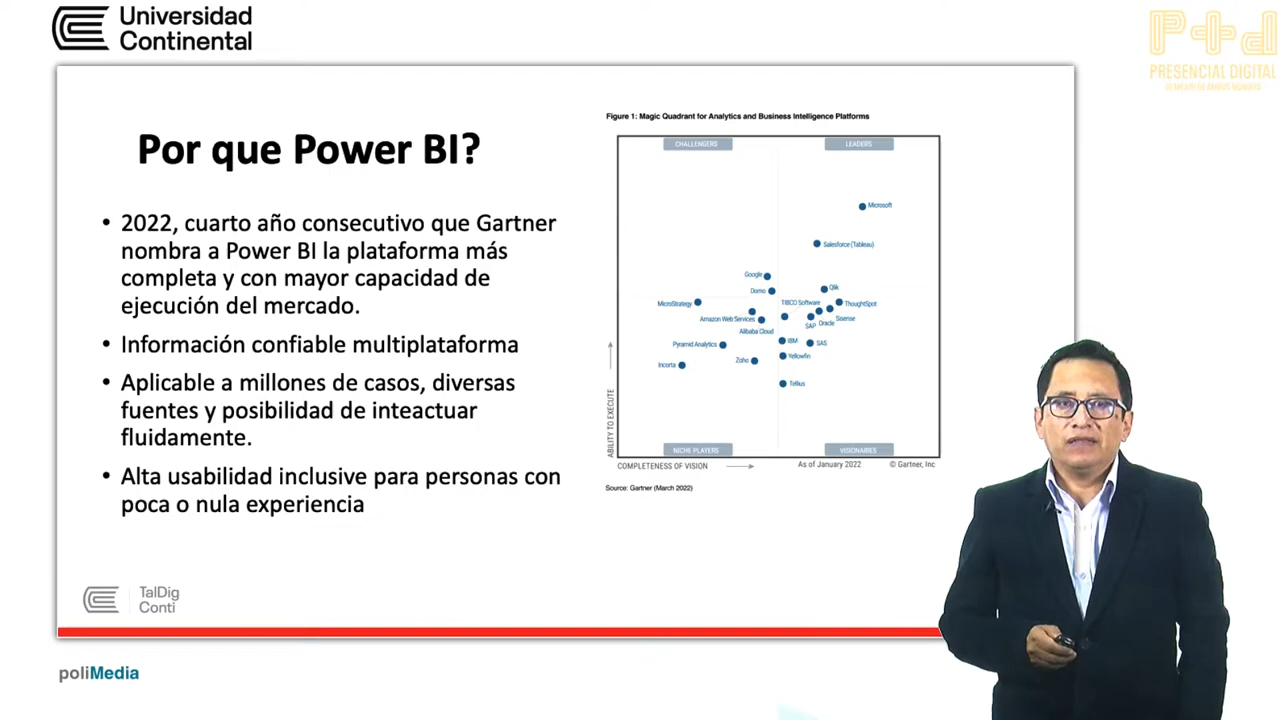 Universidad
Continental
P+d
PRESENCIAL DIGITAL
Por que Power BI?
• 2022, cuarto año consecutivo que Gartner
nombra a Power BI la plataforma más
completa y con mayor capacidad de
ejecución del mercado.
• Información confiable multiplataforma
• Aplicable a millones de casos, diversas
fuentes y posibilidad de inteactuar
fluidamente.
• Alta usabilidad inclusive para personas con
poca o nula experiencia
Figure 1: Magic Quadrant for Analytics and Business Intelligence Platforms
CHALLENGERS
LEADERS
Microsoft
Salesforce (Tableau)
Google
Domo
Qlik
MicroStrategy
TIBCO Software
ThoughtSpot
Amazon Web Services
Sisense
Oracle
SAP
Alibaba Cloud
Pyramid Analytics
IBM
SAS
Zoho
Yellowfin
Incorta
Tellius
ABILITY TO EXECUTE
NICHE PLAYERS
VISIONARIES
COMPLETENESS OF VISION
As of January 2022
© Gartner, Inc
Source: Gartner (March 2022)
TalDig
Conti
poliMedia